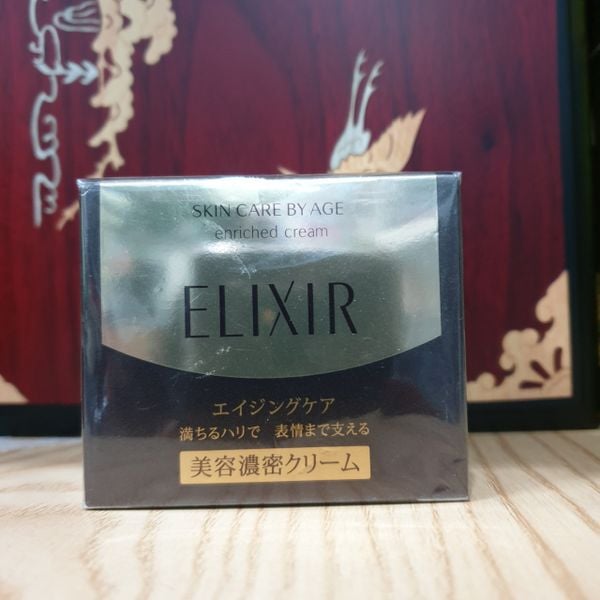 SKIN CARE BY AGE
enriched cream
ELIXIR
エイジングケア
満ちるハリで 表情まで支える
美容濃密クリーム